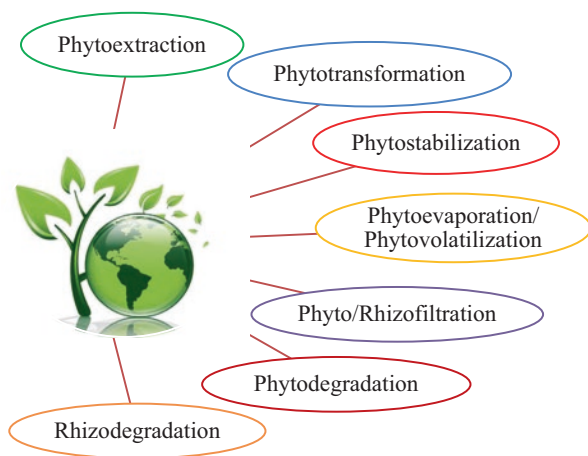 Phytoextraction
Phytotransformation
Phytostabilization
Phytoevaporation/
Phytovolatilization
Phyto/Rhizofiltration
Phytodegradation
Rhizodegradation